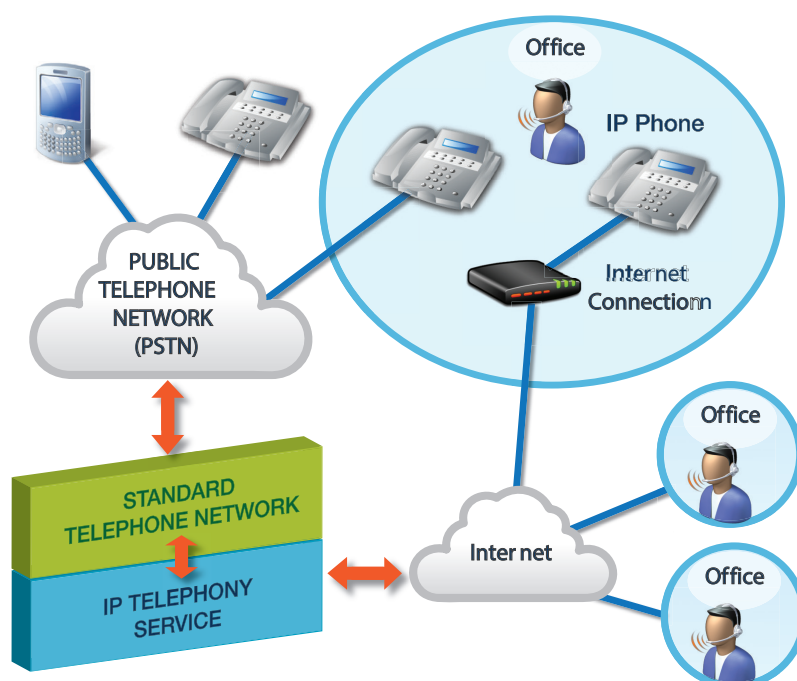 Office
IP Phone
Internet
Connection
PUBLIC
TELEPHONE
NETWORK
(PSTN)
STANDARD
TELEPHONE NETWORK
IP TELEPHONY
SERVICE
Internet
Office
Office